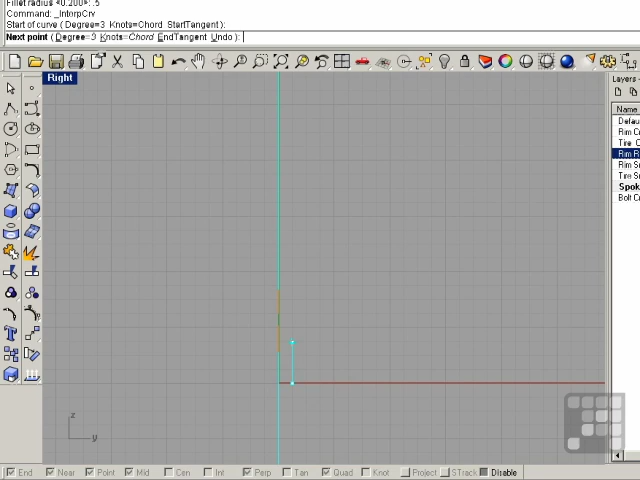 Fillet radius <0.200>: .5
Command: _InterpCrv
Start of curve ( Degree=3 Knots=Chord StartTangent ):
Next point ( Degree=3 Knots=Chord EndTangent Undo ):
Right
Layers
Name
Defau
Rim C
Tire C
Rim R
Rim S
Tire S
Spok
Bolt C
z
y
End Near Point Mid Cen Int Perp Tan Quad Knot Project STrack Disable